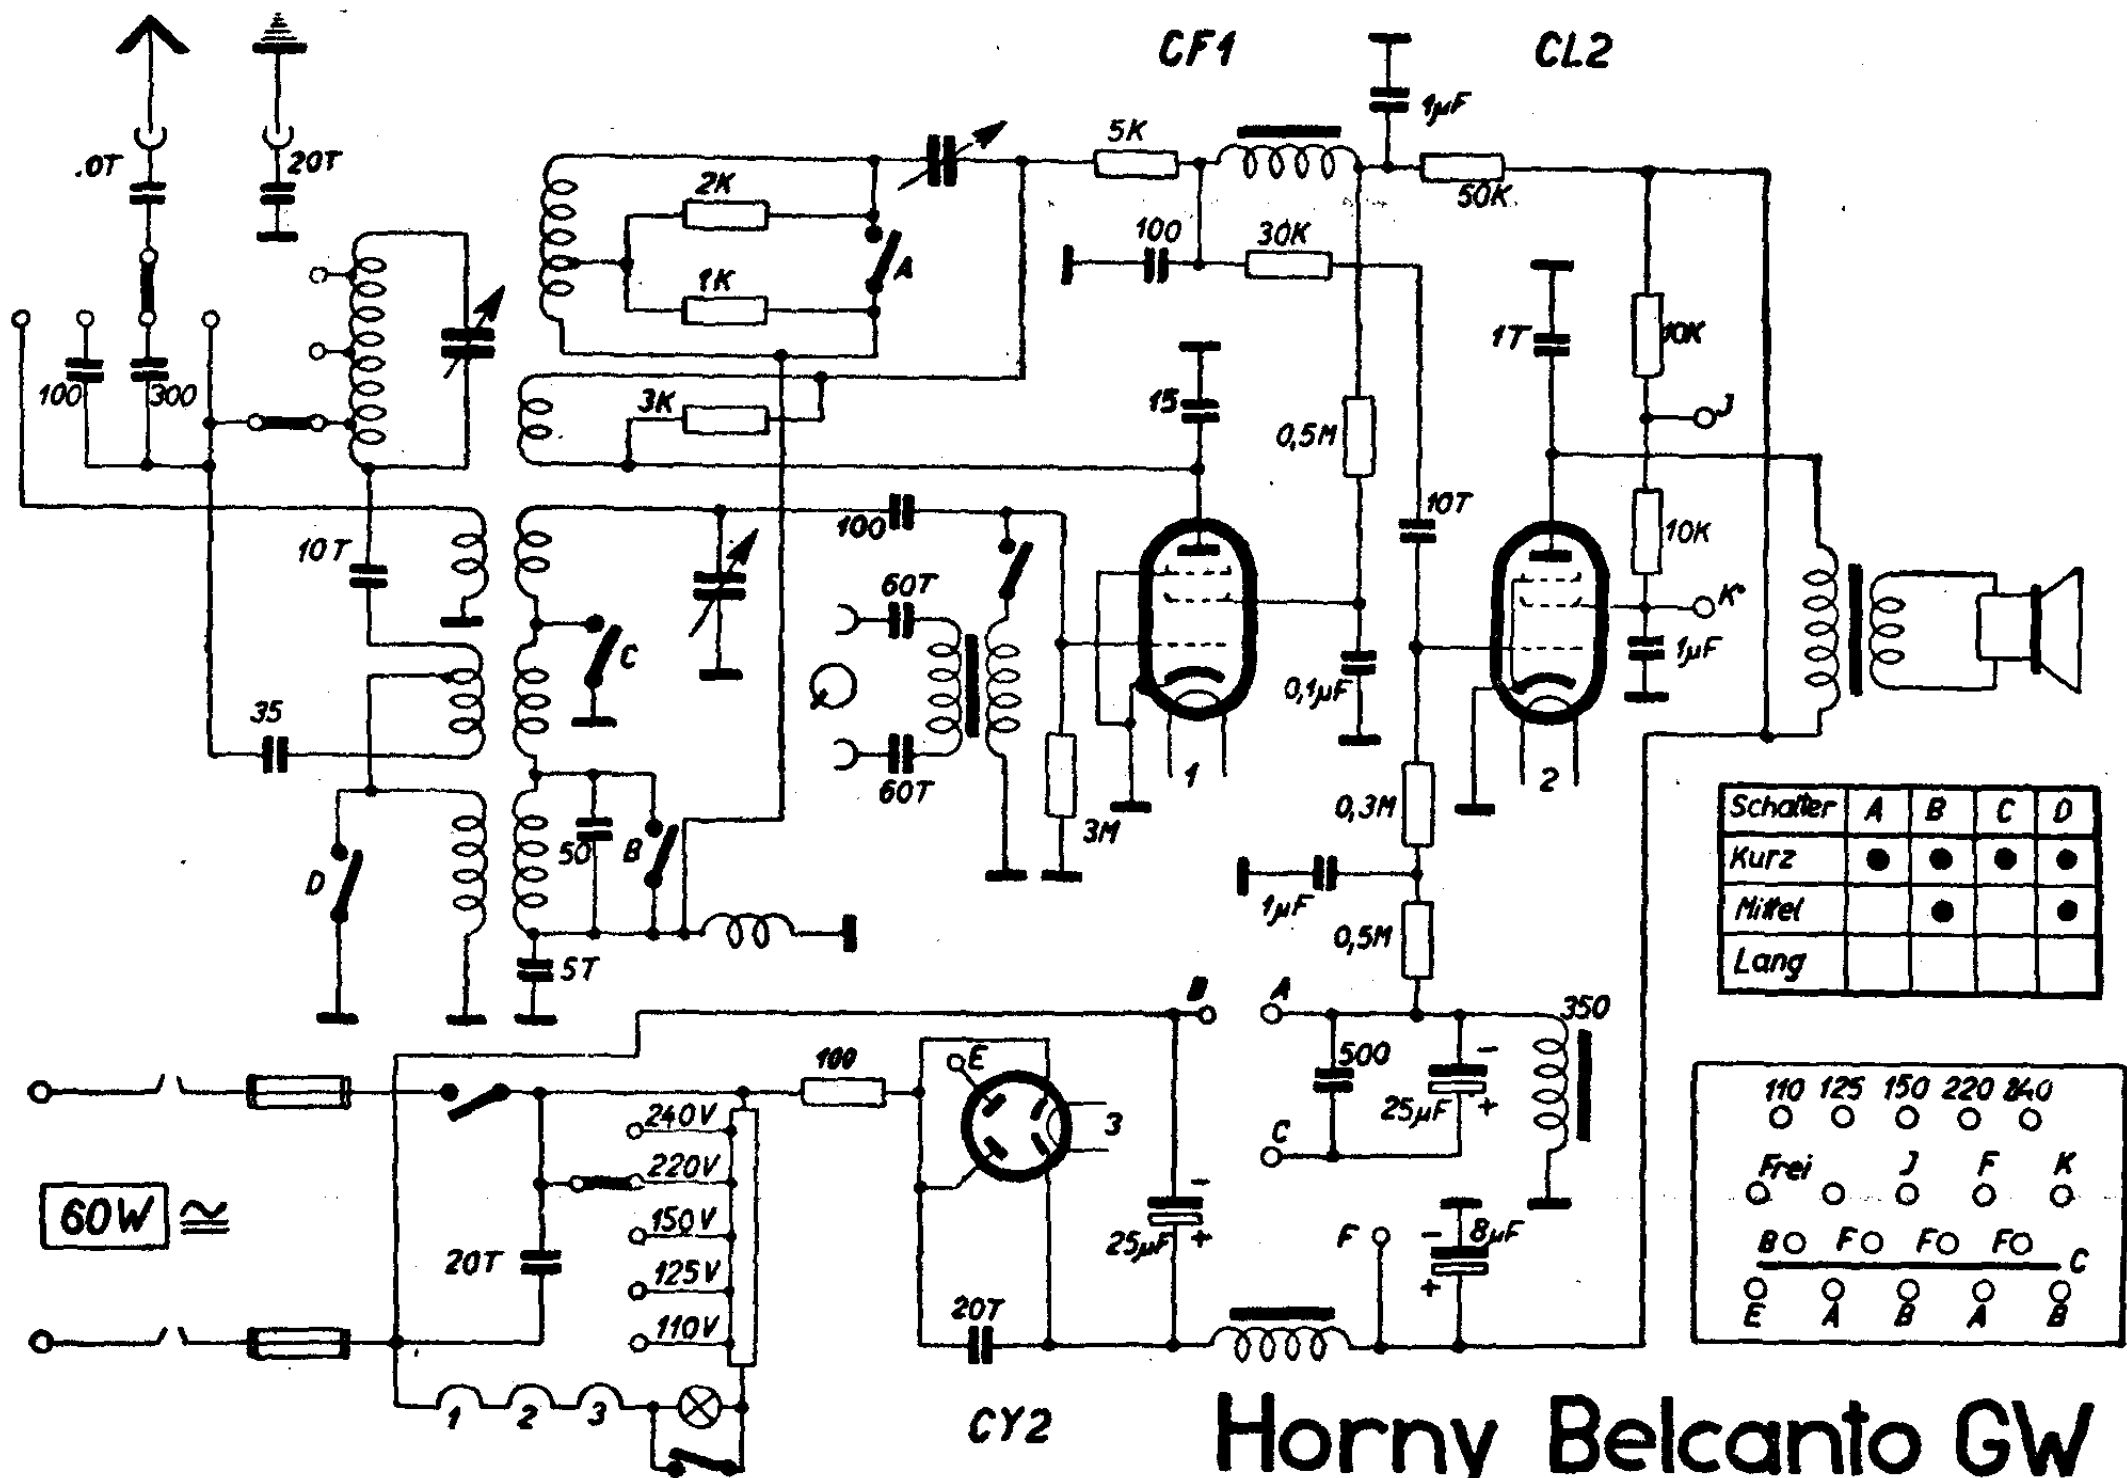 CF1
CL2
.0T
20T
1µF
5K
50K
2K
1K
A
100
30K
10K
1T
J
100
300
3K
15
0,5M
10T
10K
10T
100
60T
K
1µF
C
35
0,1µF
60T
1
2
3M
0,3M
50
B
D
1µF
0,5M
5T
Schalter A B C D
Kurz ● ● ● ●
Mittel ● ●
Lang
B
A
350
100
E
3
500
25µF
-
+
C
240V
220V
150V
125V
110V
60W
20T
25µF
-
+
F
8µF
-
+
20T
110 125 150 220 240
Frei J F K
B F F F
C
E A B A B
1 2 3
CY2
Horny Belcanto GW